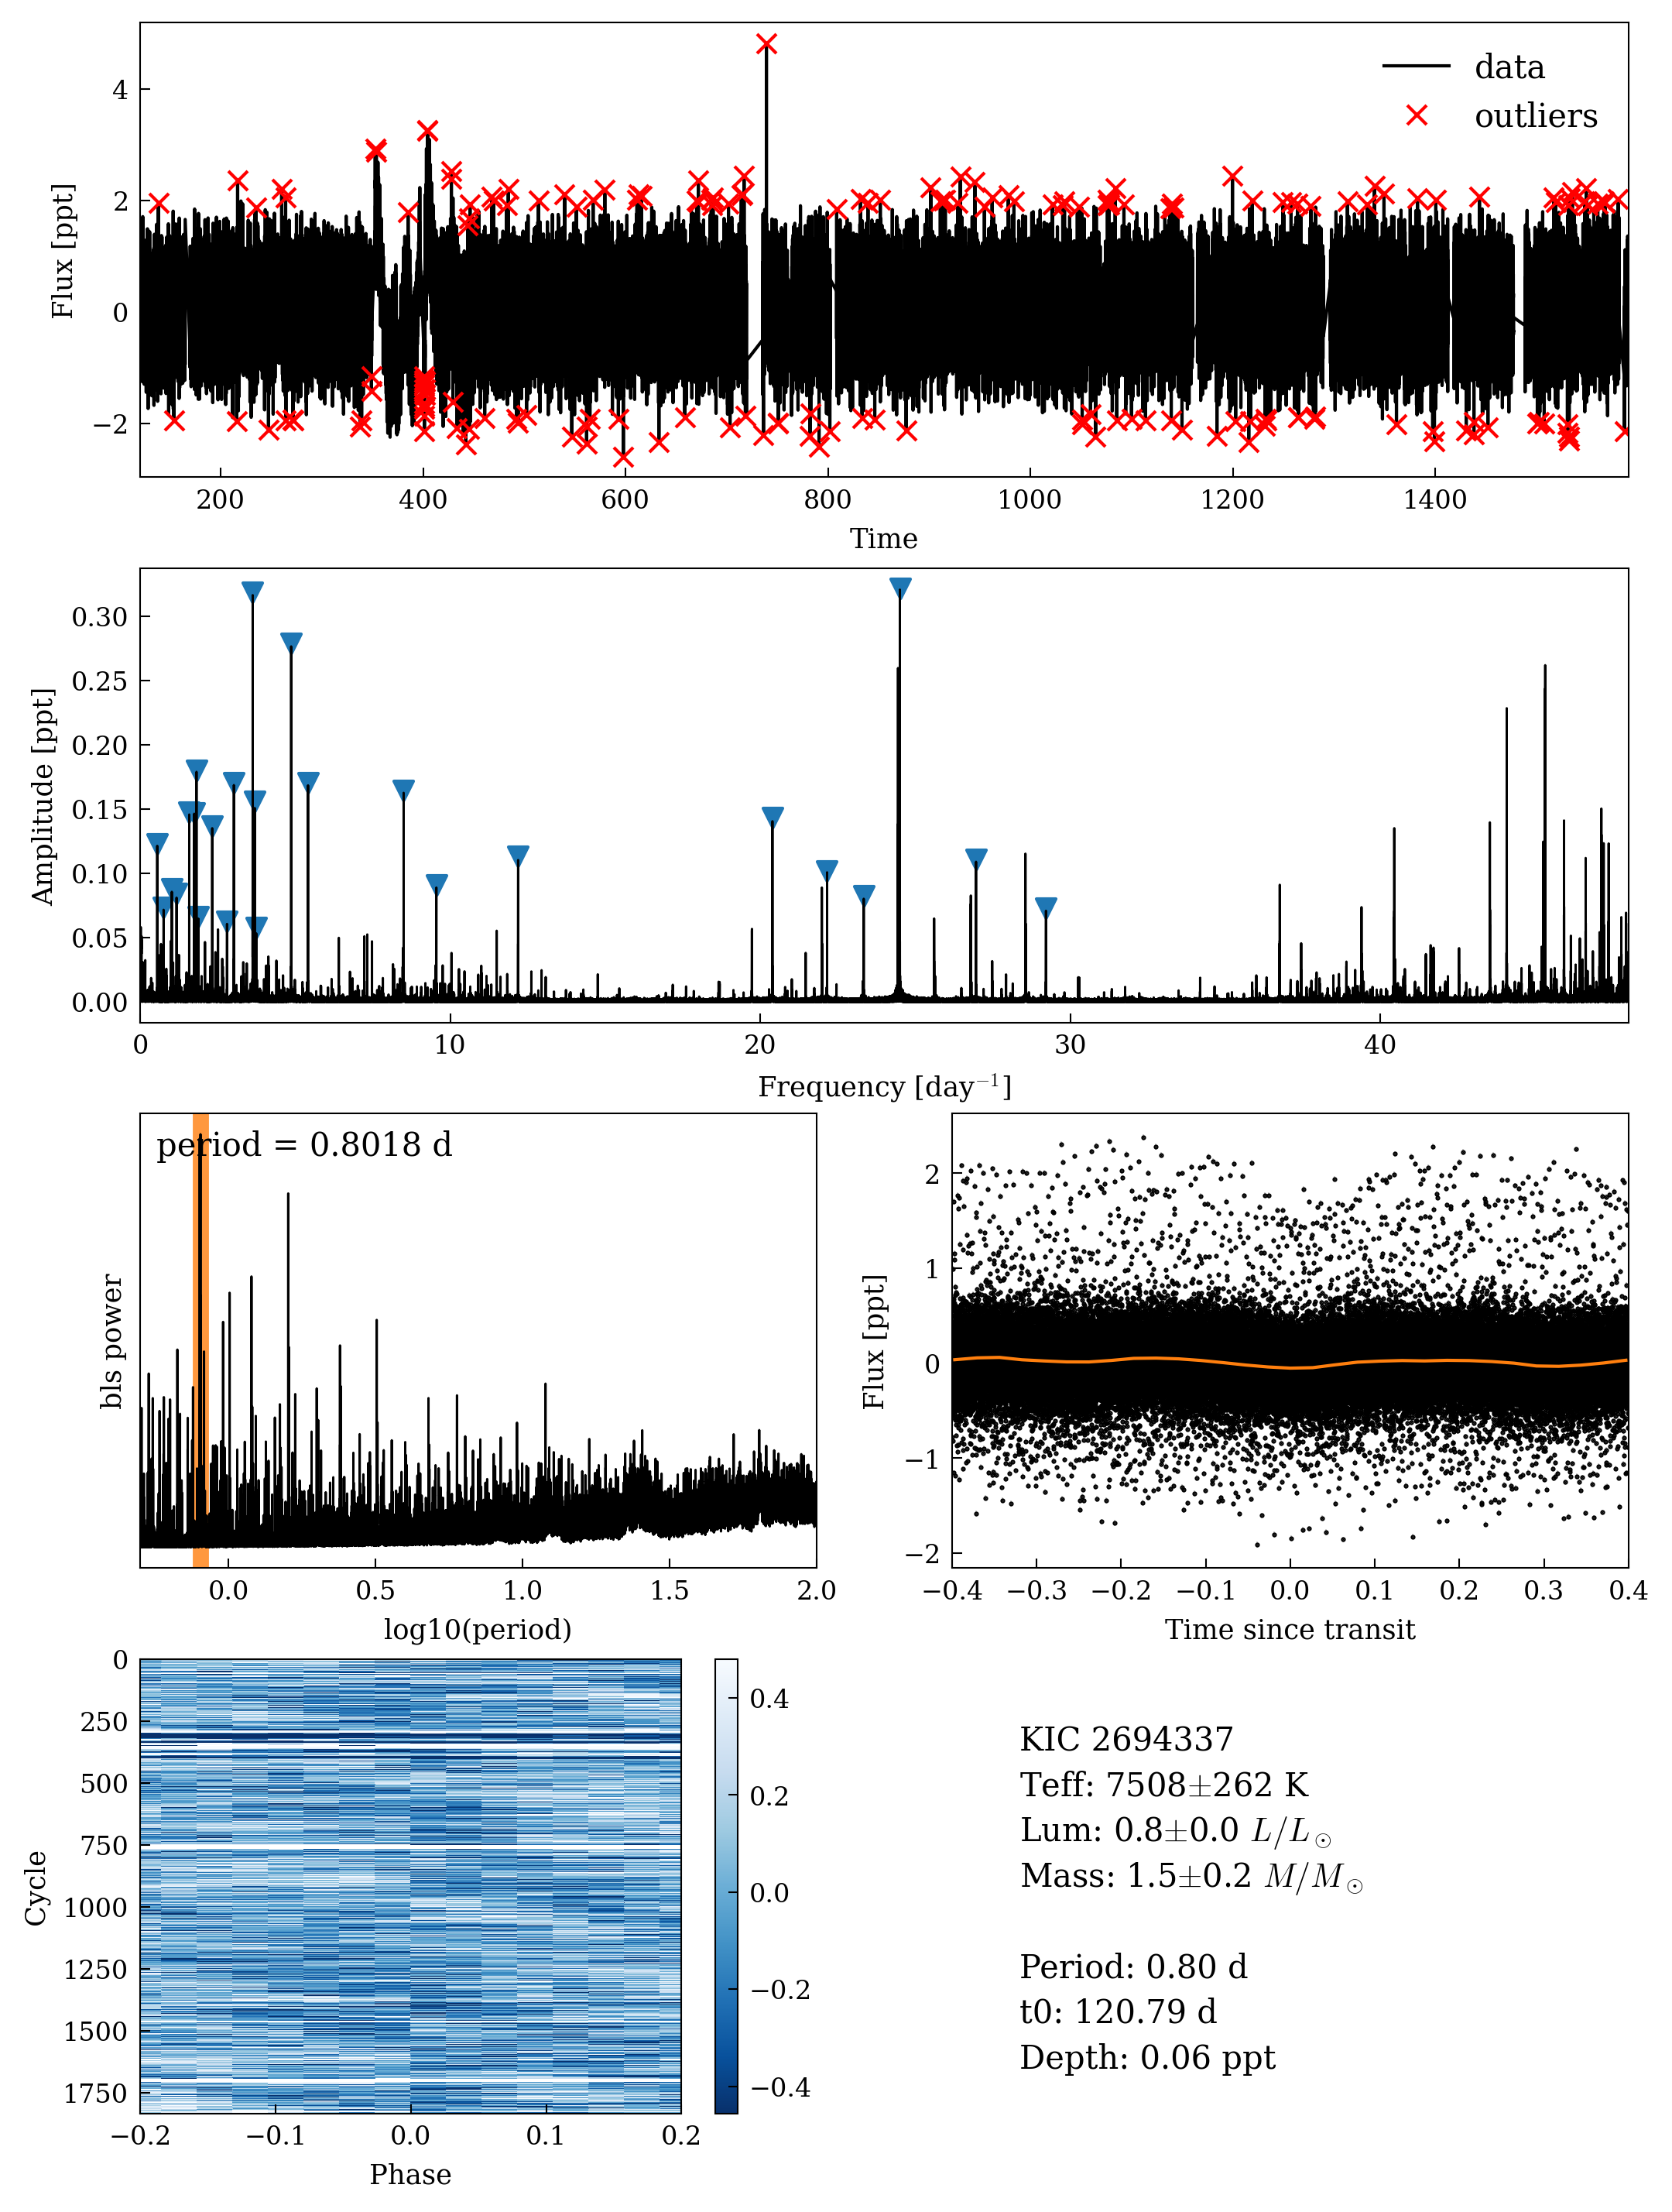 data
outliers
4
2
0
−2
Flux [ppt]
200 400 600 800 1000 1200 1400
Time
0.30
0.25
0.20
0.15
0.10
0.05
0.00
Amplitude [ppt]
0 10 20 30 40
Frequency [day⁻¹]
period = 0.8018 d
bls power
0.0 0.5 1.0 1.5 2.0
log10(period)
2
1
0
−1
−2
Flux [ppt]
−0.4 −0.3 −0.2 −0.1 0.0 0.1 0.2 0.3 0.4
Time since transit
0
250
500
750
1000
1250
1500
1750
Cycle
−0.2 −0.1 0.0 0.1 0.2
Phase
0.4
0.2
0.0
−0.2
−0.4
KIC 2694337
Teff: 7508±262 K
Lum: 0.8±0.0 L/L☉
Mass: 1.5±0.2 M/M☉
Period: 0.80 d
t0: 120.79 d
Depth: 0.06 ppt